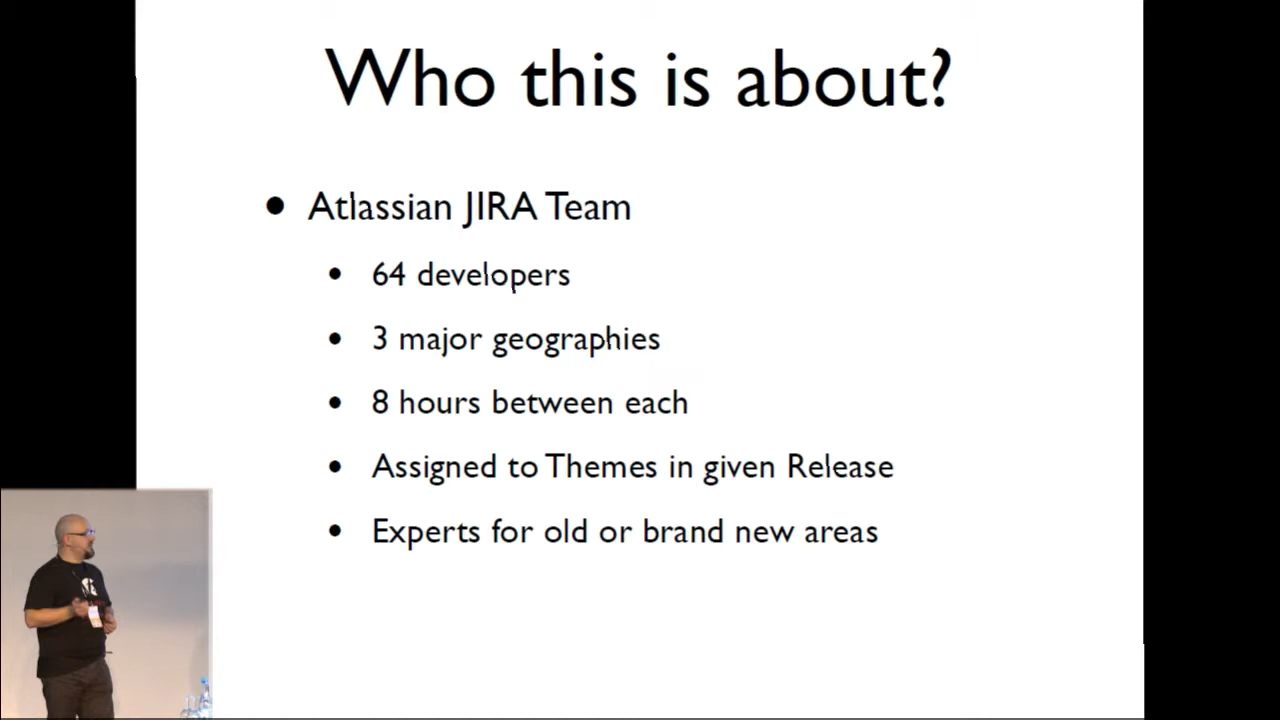 Who this is about?
Atlassian JIRA Team
64 developers
3 major geographies
8 hours between each
Assigned to Themes in given Release
Experts for old or brand new areas